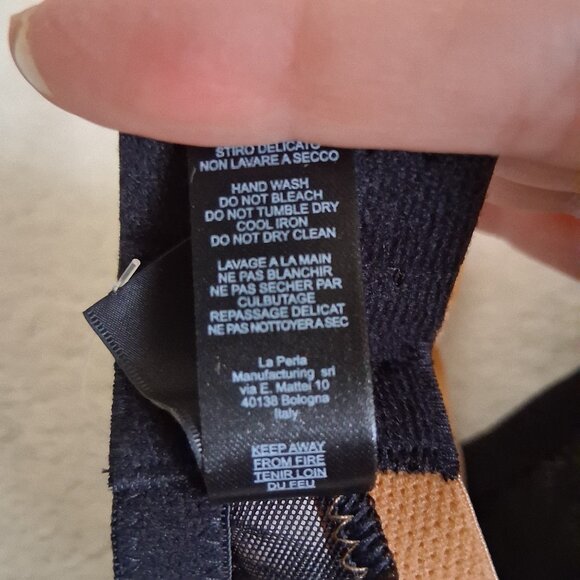 STIRO DELICATO
NON LAVARE A SECCO
HAND WASH
DO NOT BLEACH
DO NOT TUMBLE DRY
COOL IRON
DO NOT DRY CLEAN
LAVAGE A LA MAIN
NE PAS BLANCHIR
NE PAS SECHER PAR
CULBUTAGE
REPASSAGE DELICAT
NE PAS NOTTOYER A SEC
La Perla
Manufacturing srl
via E. Mattei 10
40138 Bologna
Italy
KEEP AWAY
FROM FIRE
TENIR LOIN
DU FEU